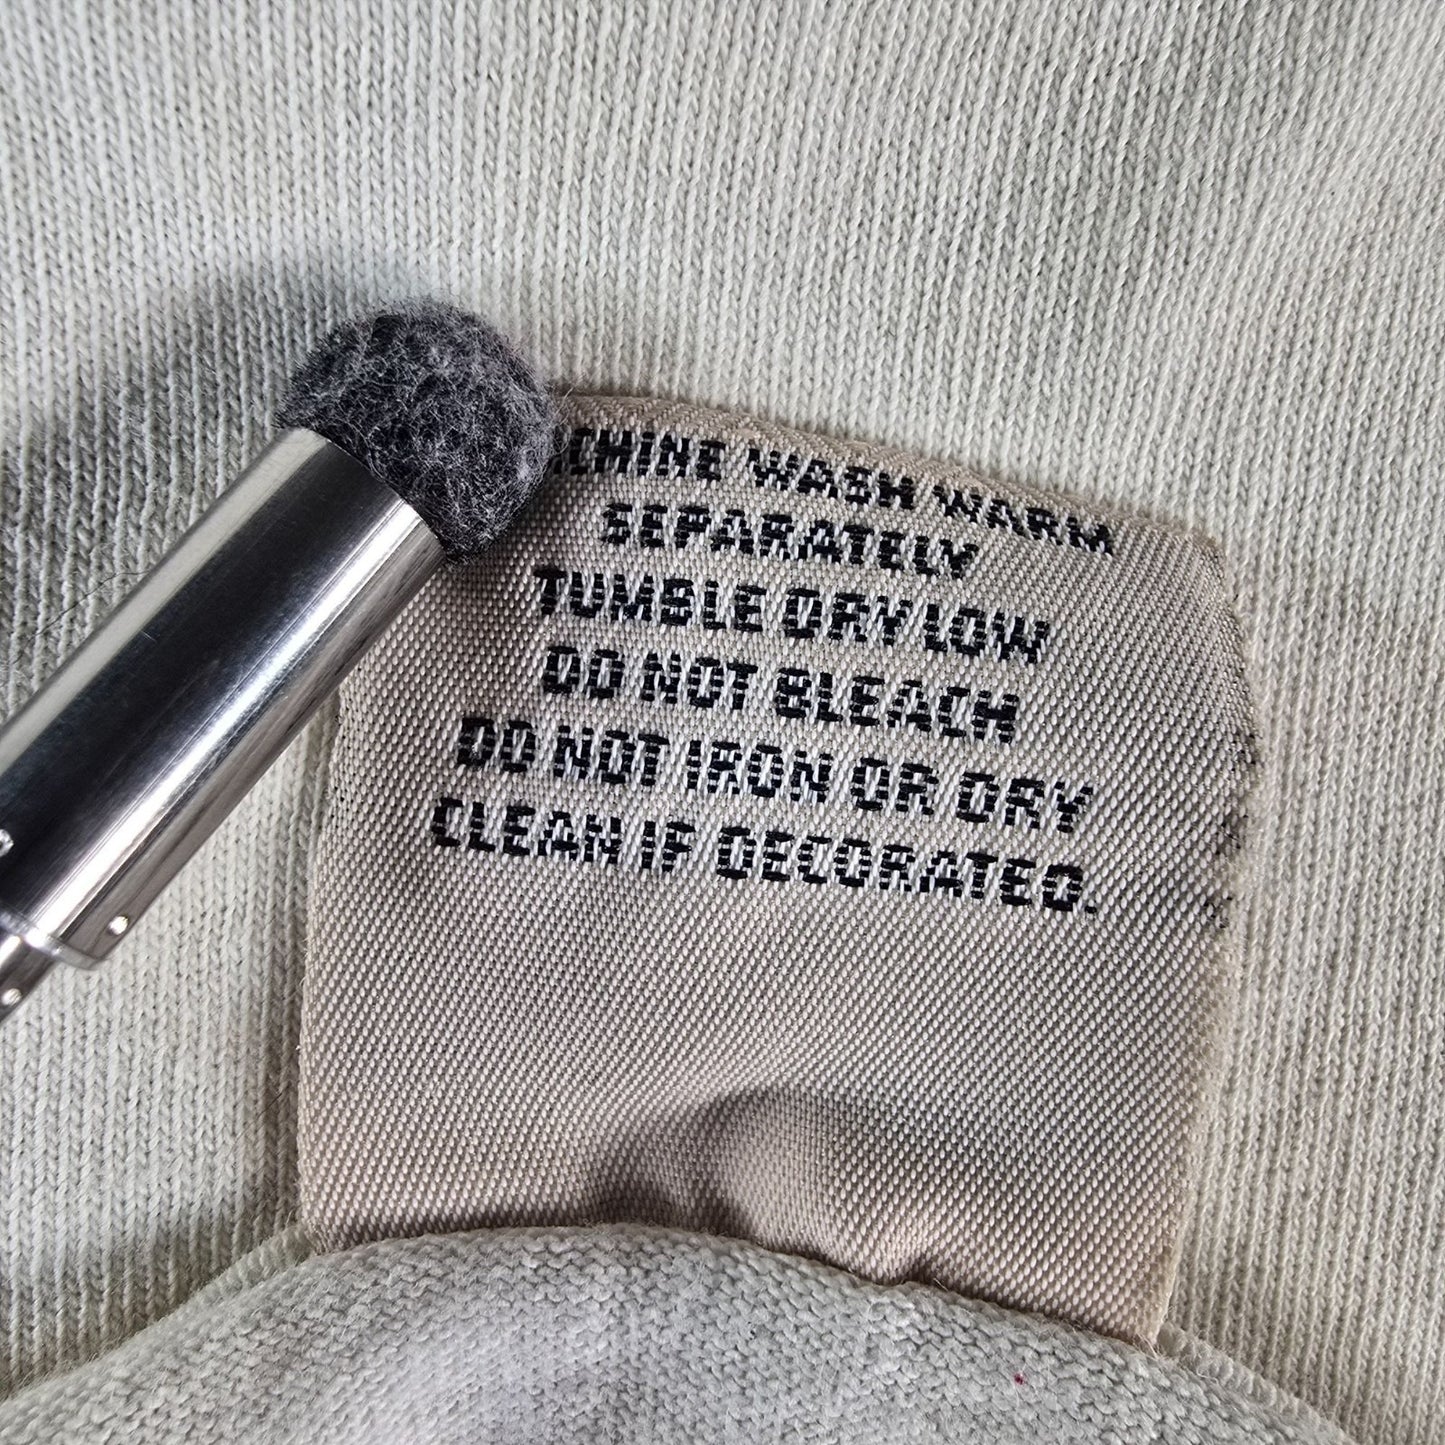 CHINE WASH WARM
SEPARATELY
TUMBLE DRY LOW
DO NOT BLEACH
DO NOT IRON OR DRY
CLEAN IF DECORATED.